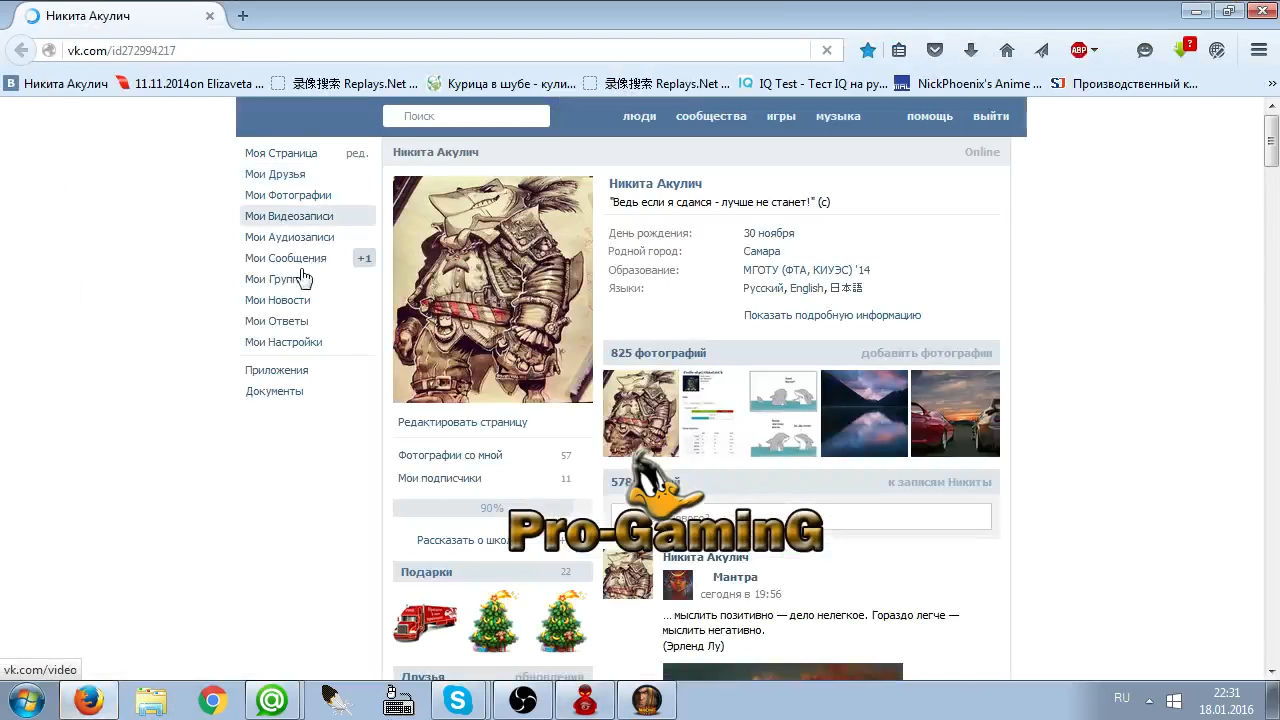 Никита Акулич
vk.com/id272994217
Никита Акулич
11.11.2014on Elizaveta
录像搜索 Replays.Net ...
Курица в шубе - кули...
录像搜索 Replays.Net ...
IQ Test - Тест IQ на ру...
NickPhoenix's Anime ...
Производственный к...
Поиск
люди
сообщества
игры
музыка
помощь
выйти
Моя Страница
ред.
Мои Друзья
Мои Фотографии
Мои Видеозаписи
Мои Аудиозаписи
Мои Сообщения
+1
Мои Групп
Мои Новости
Мои Ответы
Мои Настройки
Приложения
Документы
Никита Акулич
Online
Никита Акулич
"Ведь если я сдамся - лучше не станет!" (с)
День рождения:
30 ноября
Родной город:
Самара
Образование:
МГОТУ (ФТА, КИУЭС) '14
Языки:
Русский, English, 日本語
Показать подробную информацию
825 фотографий
добавить фотографии
Редактировать страницу
Фотографии со мной
57
Мои подписчики
11
90%
Рассказать о шко
Подарки
22
Друзья
обновления
к записям Никиты
Pro-GaminG
Никита Акулич
Мантра
сегодня в 19:56
... мыслить позитивно — дело нелегкое. Гораздо легче —
мыслить негативно.
(Эрленд Лу)
vk.com/video
RU
22:31
18.01.2016